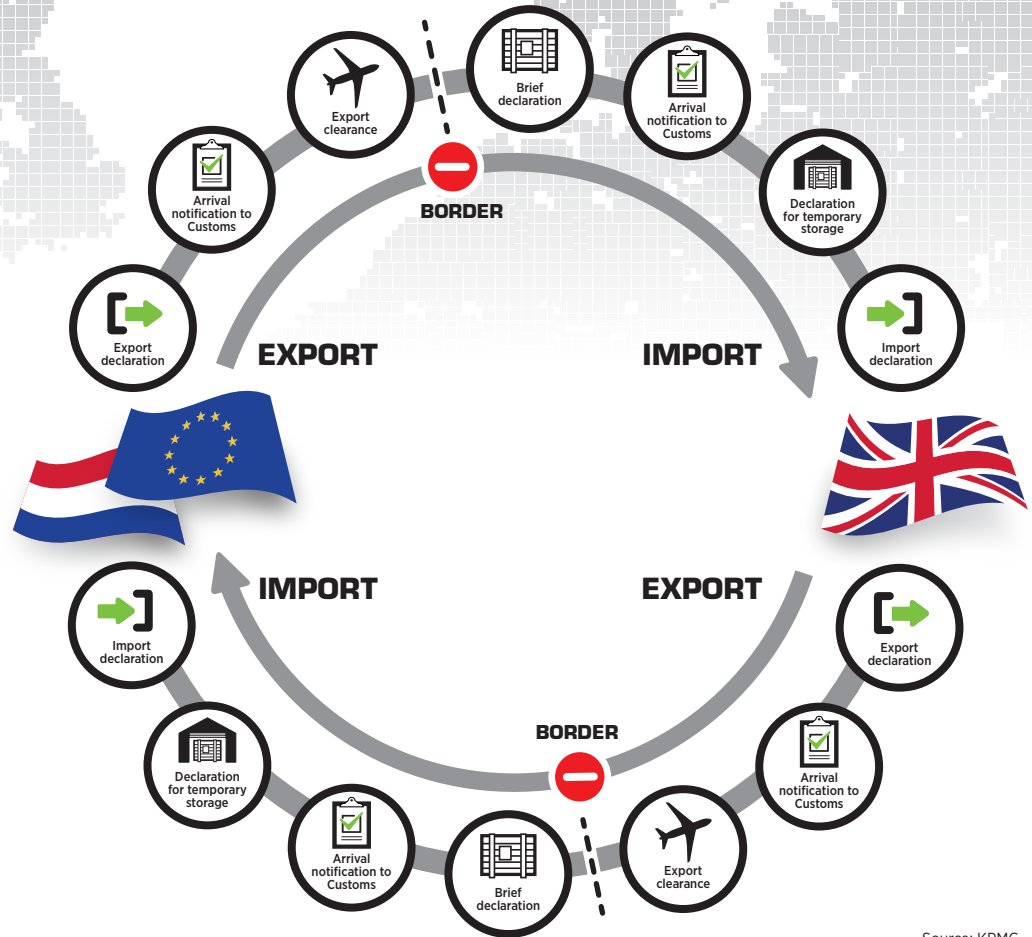 Brief
declaration
Export
clearance
Arrival
notification to
Customs
Arrival
notification to
Customs
Declaration
for temporary
storage
BORDER
Export
declaration
Import
declaration
EXPORT
IMPORT
IMPORT
EXPORT
Import
declaration
Export
declaration
BORDER
Declaration
for temporary
storage
Arrival
notification to
Customs
Arrival
notification to
Customs
Export
clearance
Brief
declaration
Source: KPMG